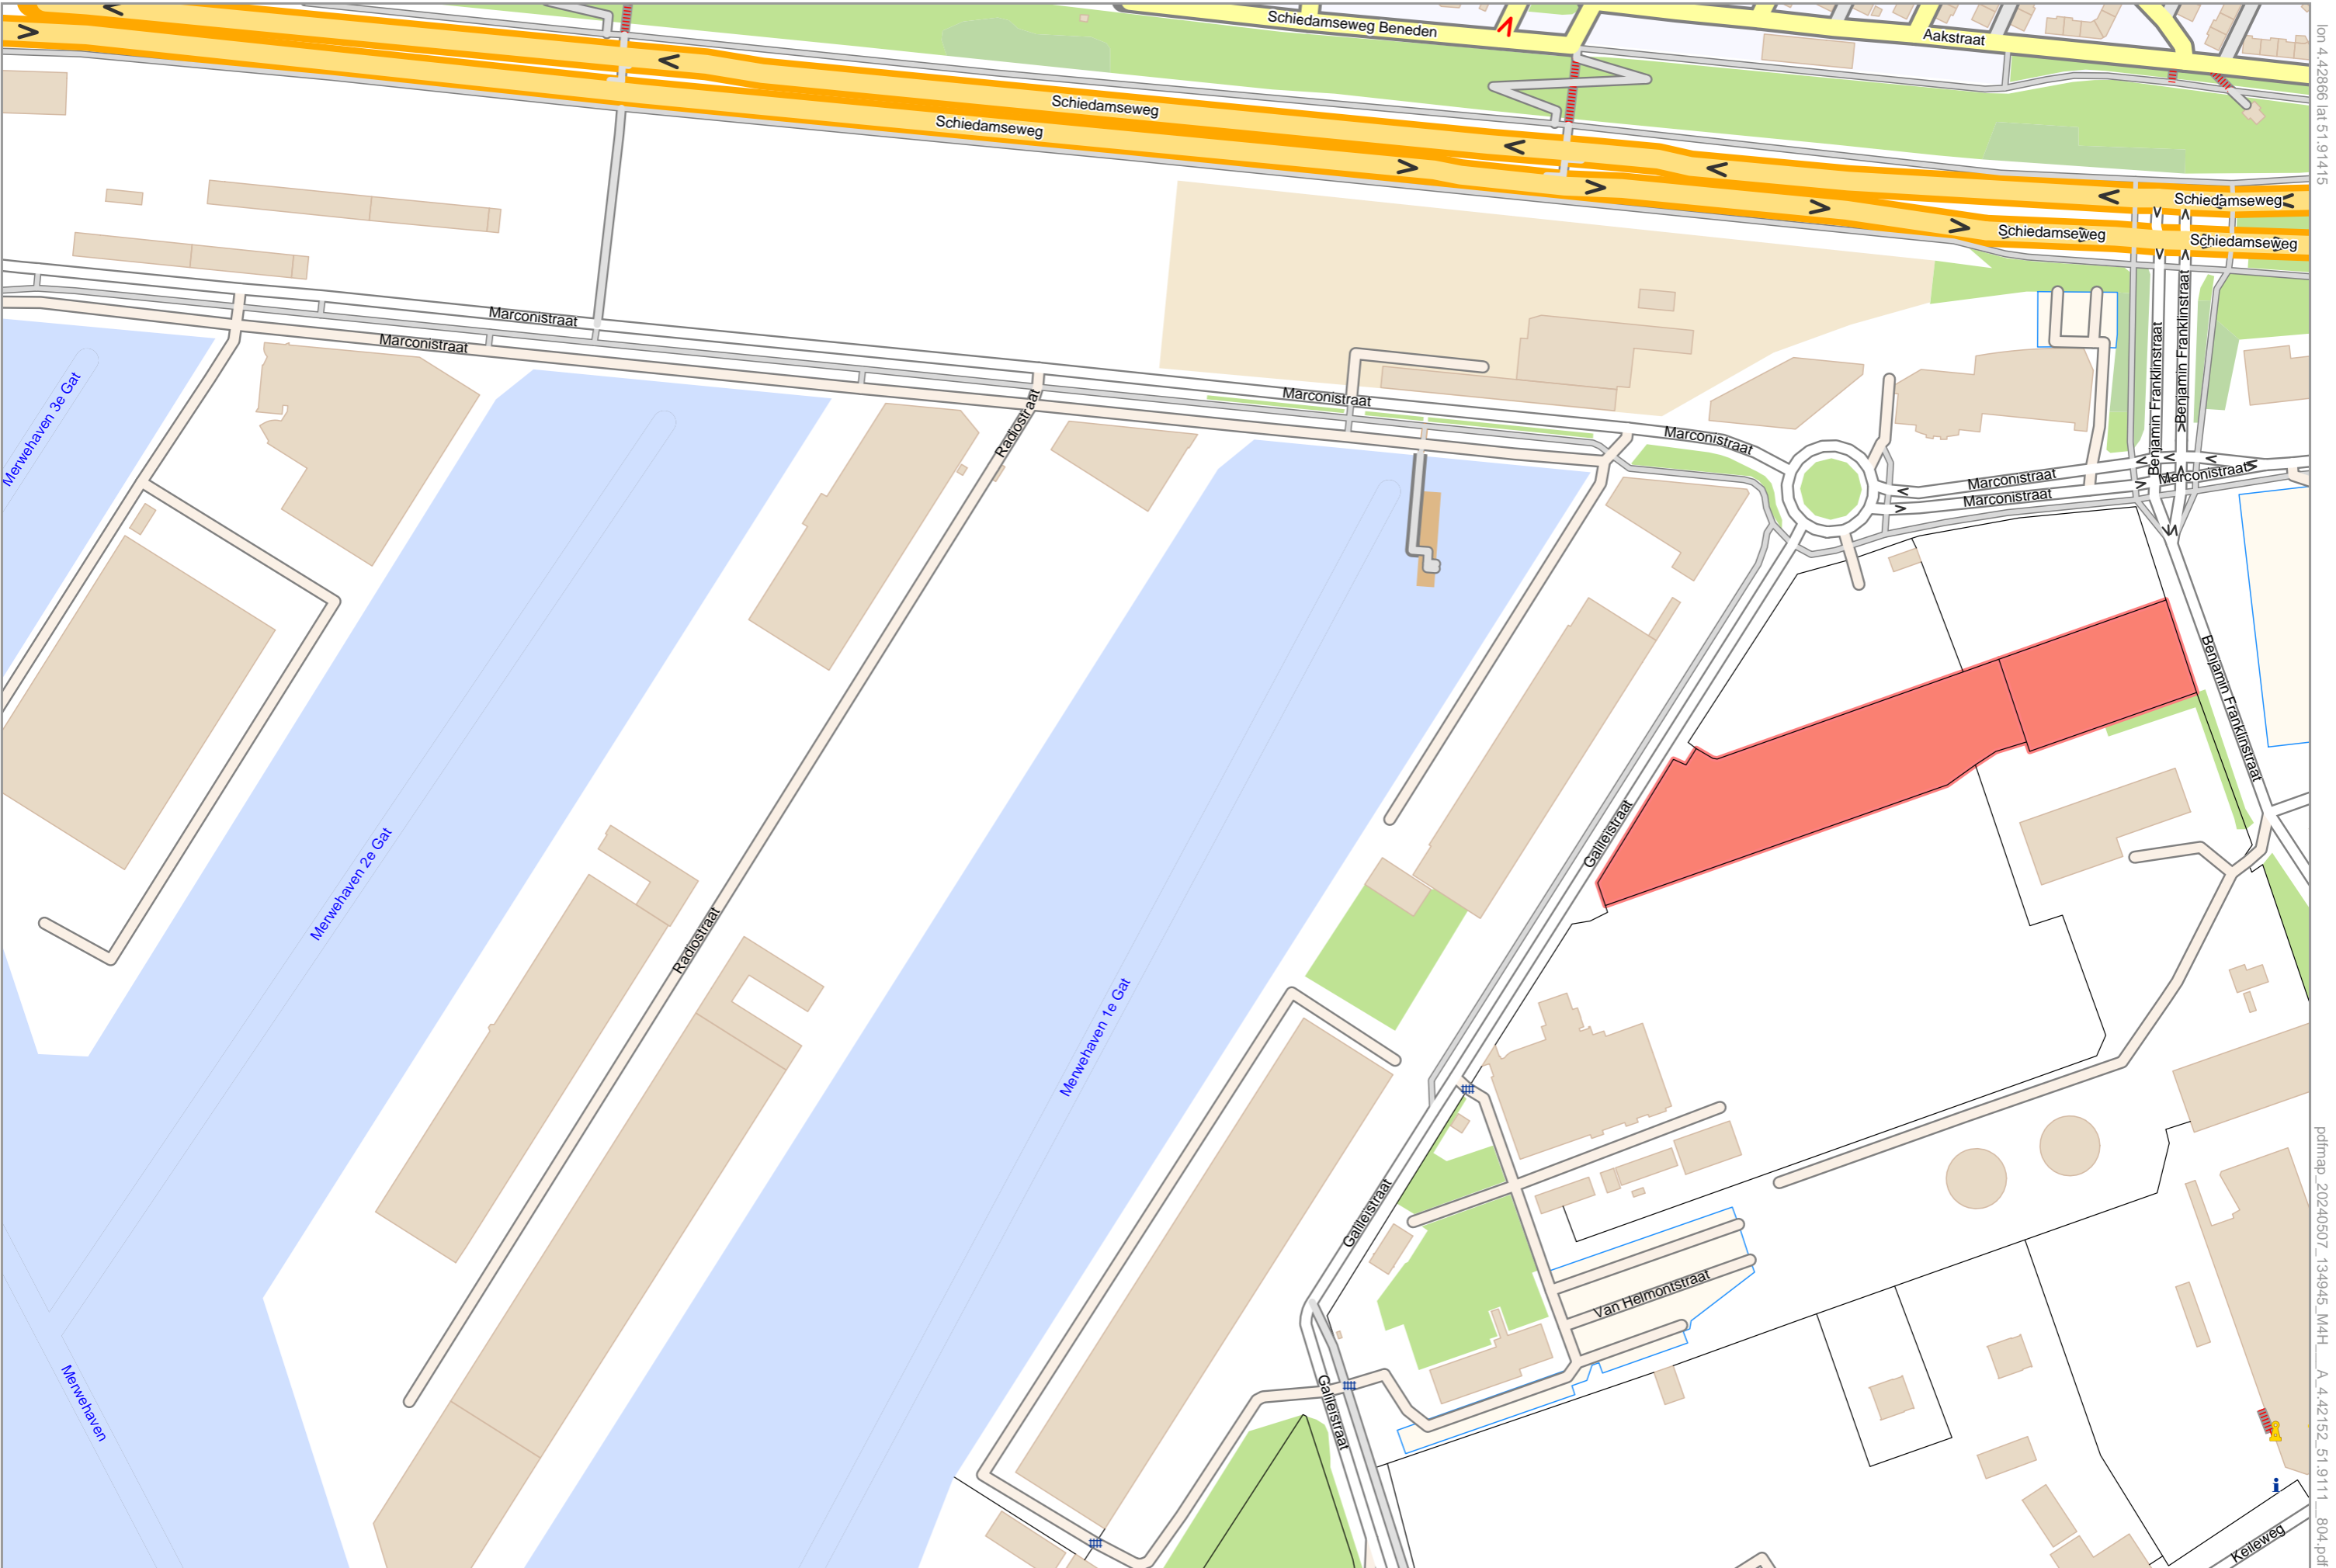 Schiedamseweg Beneden
Aakstraat
Schiedamseweg
Schiedamseweg
Schiedamseweg
Schiedamseweg
Schiedamseweg
Marconistraat
Marconistraat
Marconistraat
Marconistraat
Marconistraat
Marconistraat
Marconistraat
Benjamin Franklinstraat
Benjamin Franklinstraat
Benjamin Franklinstraat
Radiostraat
Radiostraat
Merwehaven 3e Gat
Merwehaven 2e Gat
Merwehaven 1e Gat
Merwehaven
Galileistraat
Galileistraat
Galileistraat
Van Helmontstraat
Keileweg
i
lon 4.42866 lat 51.91415
pdfmap_20240507_134945_M4H__A_4.42152_51.9111__804.pdf